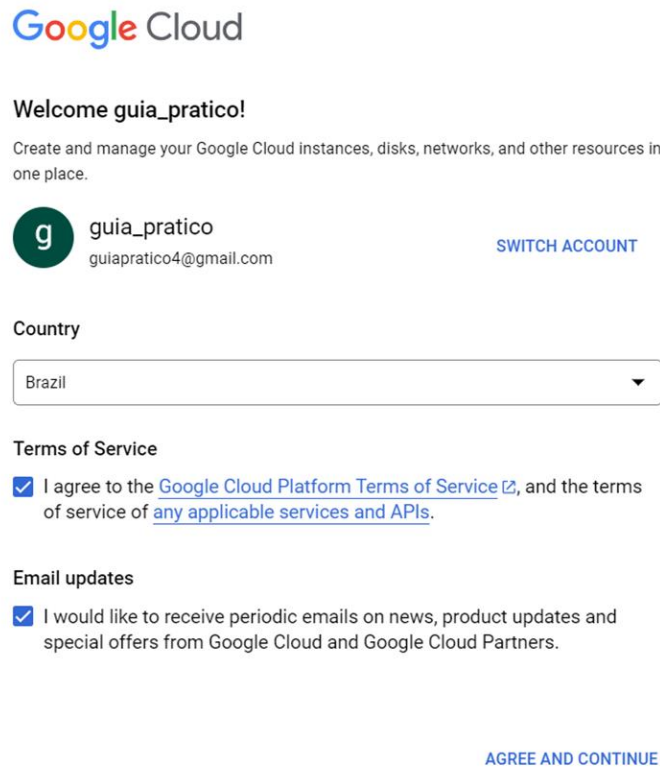 Google Cloud
Welcome guia_pratico!
Create and manage your Google Cloud instances, disks, networks, and other resources in
one place.
g
guia_pratico
guiapratico4@gmail.com
SWITCH ACCOUNT
Country
Brazil
Terms of Service
I agree to the Google Cloud Platform Terms of Service, and the terms
of service of any applicable services and APIs.
Email updates
I would like to receive periodic emails on news, product updates and
special offers from Google Cloud and Google Cloud Partners.
AGREE AND CONTINUE